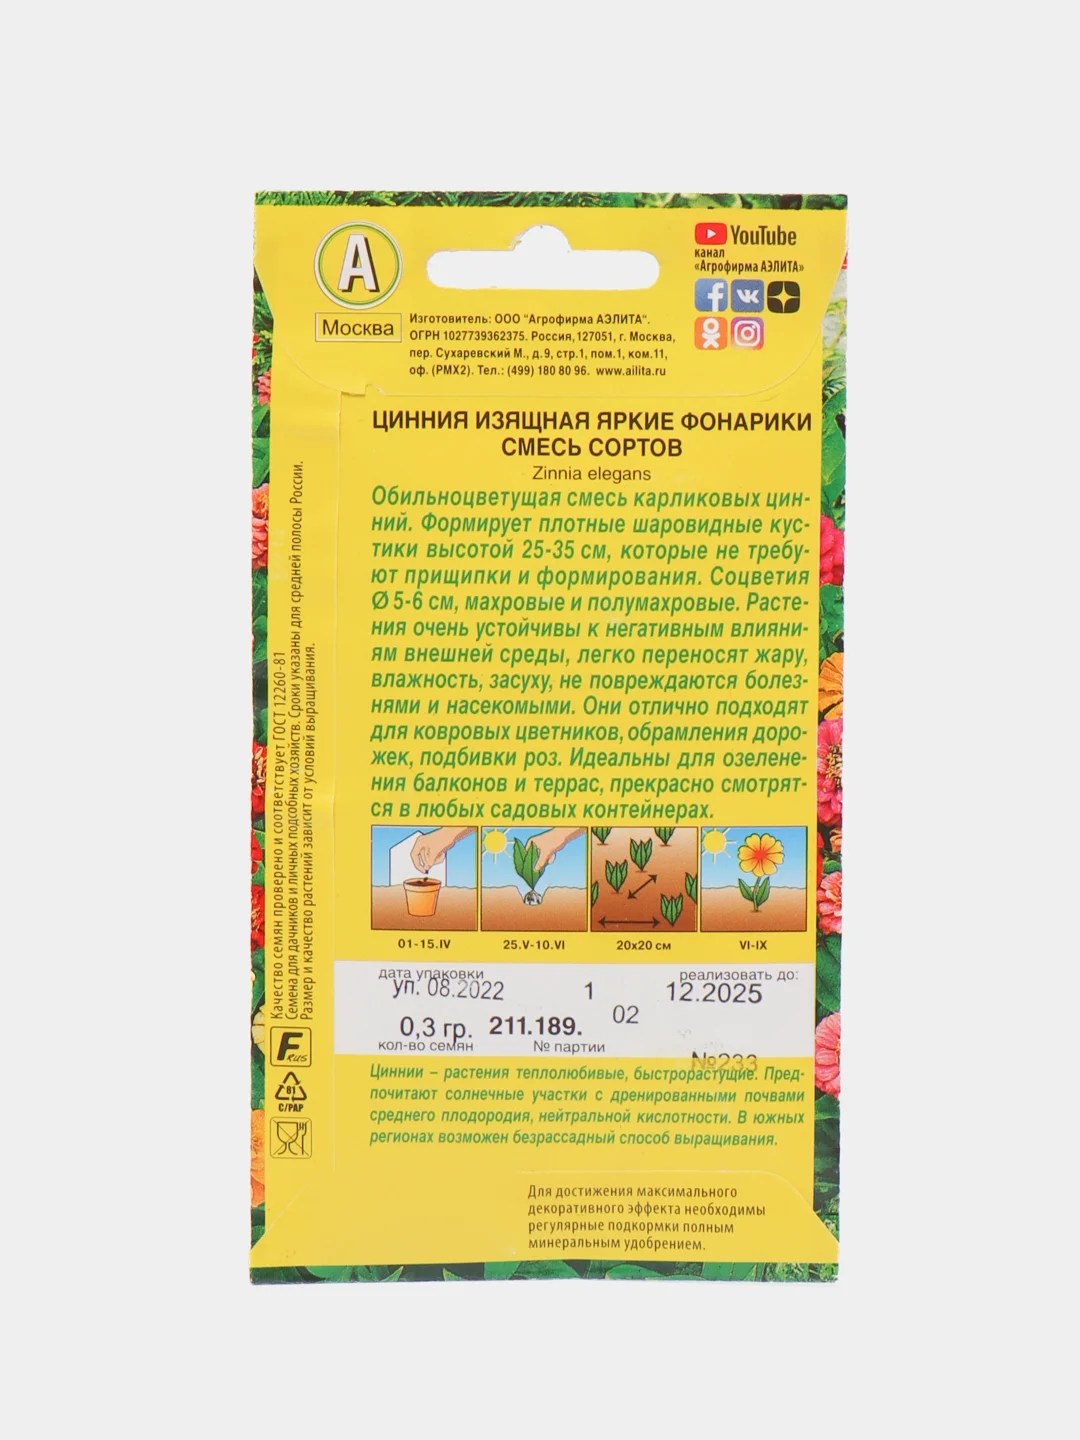 А
Москва
YouTube
канал
«Агрофирма АЭЛИТА»
Изготовитель: ООО "Агрофирма АЭЛИТА".
ОГРН 1027739362375. Россия, 127051, г. Москва,
пер. Сухаревский М., д.9, стр.1, пом.1, ком.11,
оф. (РМХ2). Тел.: (499) 180 80 96. www.ailita.ru
ЦИННИЯ ИЗЯЩНАЯ ЯРКИЕ ФОНАРИКИ
СМЕСЬ СОРТОВ
Zinnia elegans
Обильноцветущая смесь карликовых цин-
ний. Формирует плотные шаровидные кус-
тики высотой 25-35 см, которые не требу-
ют прищипки и формирования. Соцветия
Ø 5-6 см, махровые и полумахровые. Расте-
ния очень устойчивы к негативным влияни-
ям внешней среды, легко переносят жару,
влажность, засуху, не повреждаются болез-
нями и насекомыми. Они отлично подходят
для ковровых цветников, обрамления доро-
жек, подбивки роз. Идеальны для озелене-
ния балконов и террас, прекрасно смотрят-
ся в любых садовых контейнерах.
01-15.IV
25.V-10.VI
20x20 см
VI-IX
дата упаковки
уп. 08.2022
1
реализовать до:
12.2025
0,3 гр.
211.189.
02
кол-во семян
№ партии
№233
Циннии – растения теплолюбивые, быстрорастущие. Пред-
почитают солнечные участки с дренированными почвами
среднего плодородия, нейтральной кислотности. В южных
регионах возможен безрассадный способ выращивания.
Для достижения максимального
декоративного эффекта необходимы
регулярные подкормки полным
минеральным удобрением.
Качество семян проверено и соответствует ГОСТ 12260-81
Семена для дачников и личных подсобных хозяйств. Сроки указаны для средней полосы России.
Размер и качество растений зависит от условий выращивания.
F
RUS
81
C/PAP